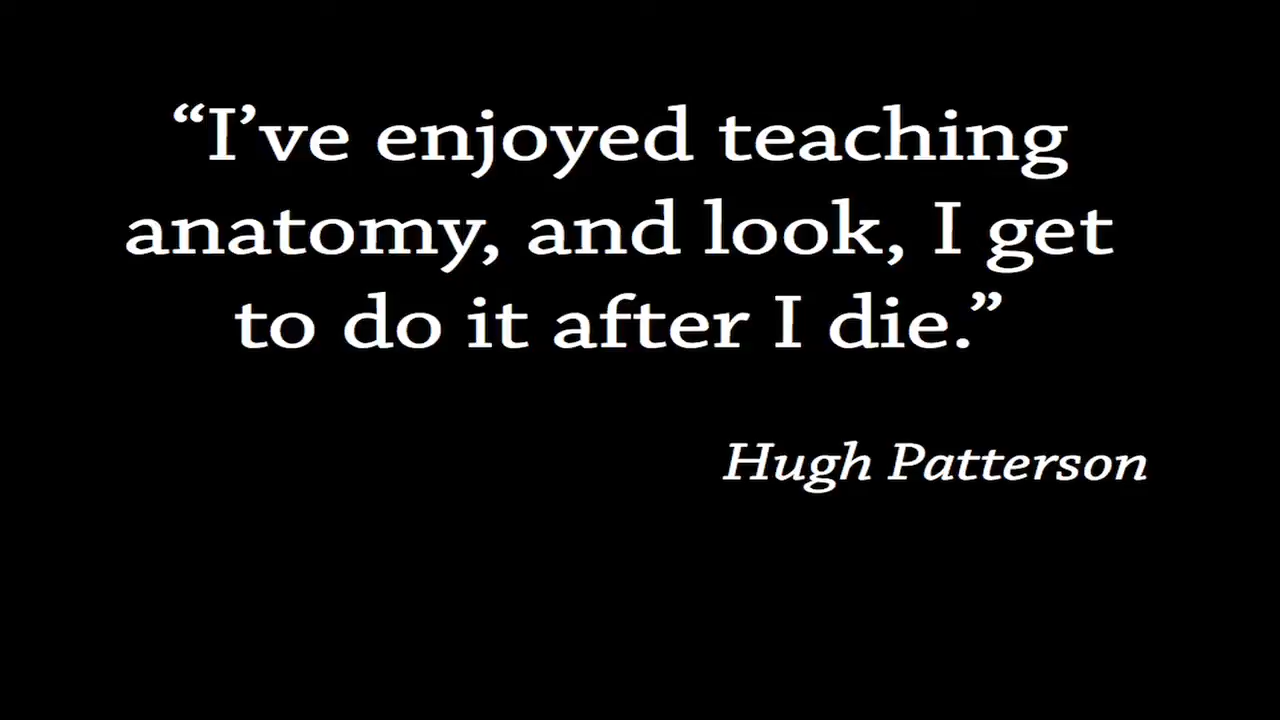 “I’ve enjoyed teaching
anatomy, and look, I get
to do it after I die.”
Hugh Patterson